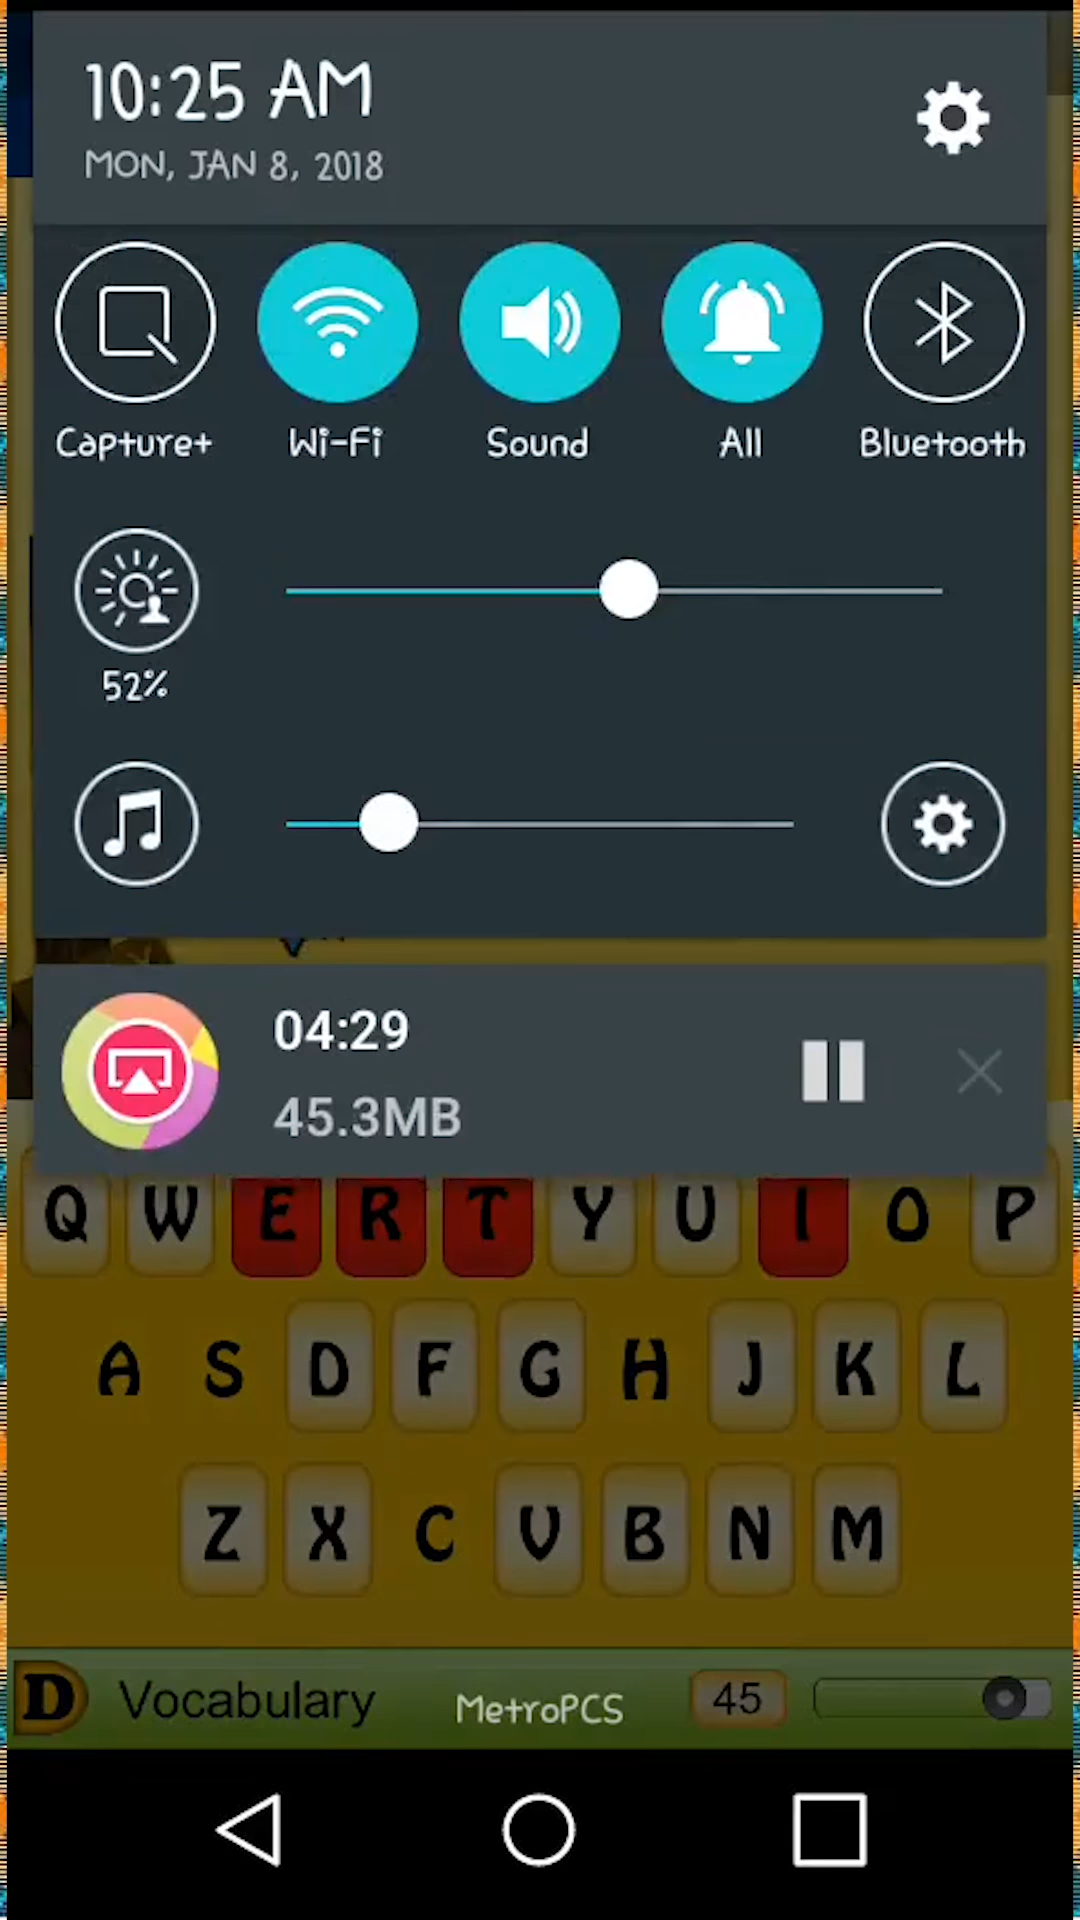 10:25 AM
MON, JAN 8, 2018
Capture+ Wi-Fi Sound All Bluetooth
52%
04:29
45.3MB
Q W E R T Y U I O P
A S D F G H J K L
Z X C V B N M
D Vocabulary MetroPCS 45